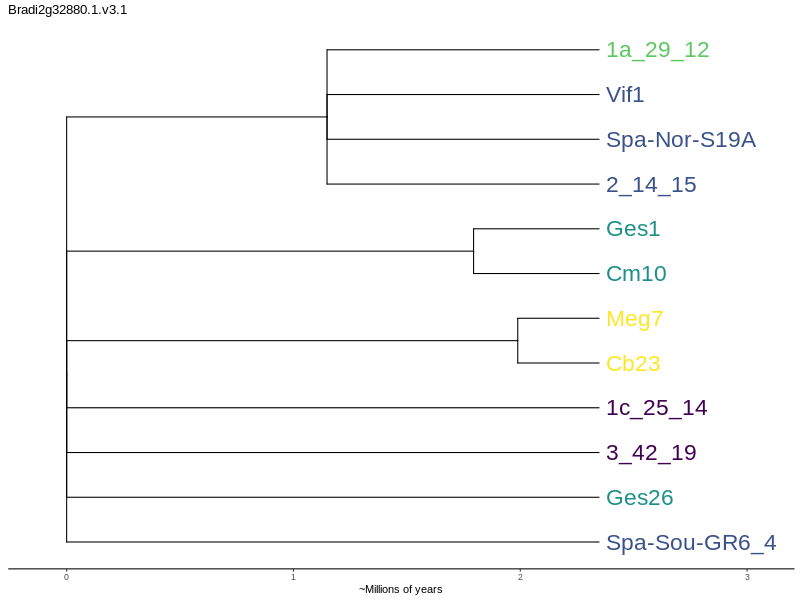 Bradi2g32880.1.v3.1
1a_29_12
Vif1
Spa-Nor-S19A
2_14_15
Ges1
Cm10
Meg7
Cb23
1c_25_14
3_42_19
Ges26
Spa-Sou-GR6_4
0 1 2 3
~Millions of years